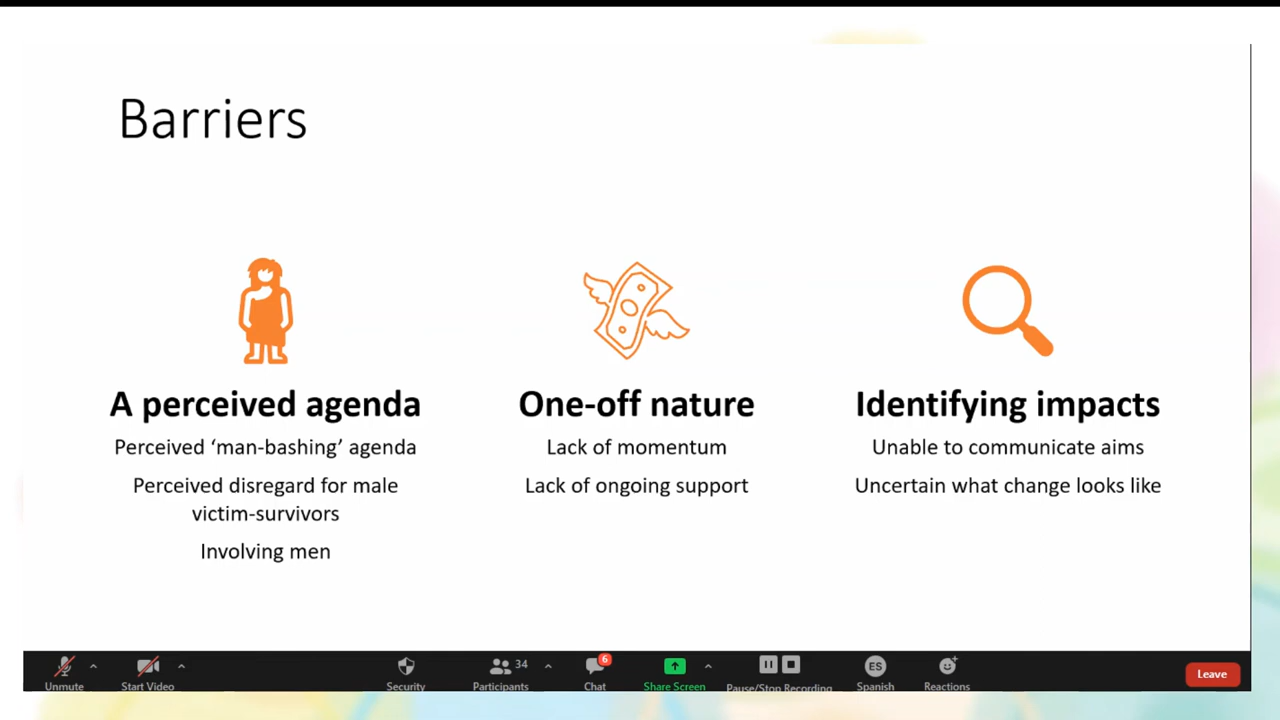 Barriers
A perceived agenda
Perceived ‘man-bashing’ agenda
Perceived disregard for male
victim-survivors
Involving men
One-off nature
Lack of momentum
Lack of ongoing support
Identifying impacts
Unable to communicate aims
Uncertain what change looks like
Unmute
Start Video
Security
34
Participants
6
Chat
Share Screen
Pause/Stop Recording
ES
Spanish
Reactions
Leave